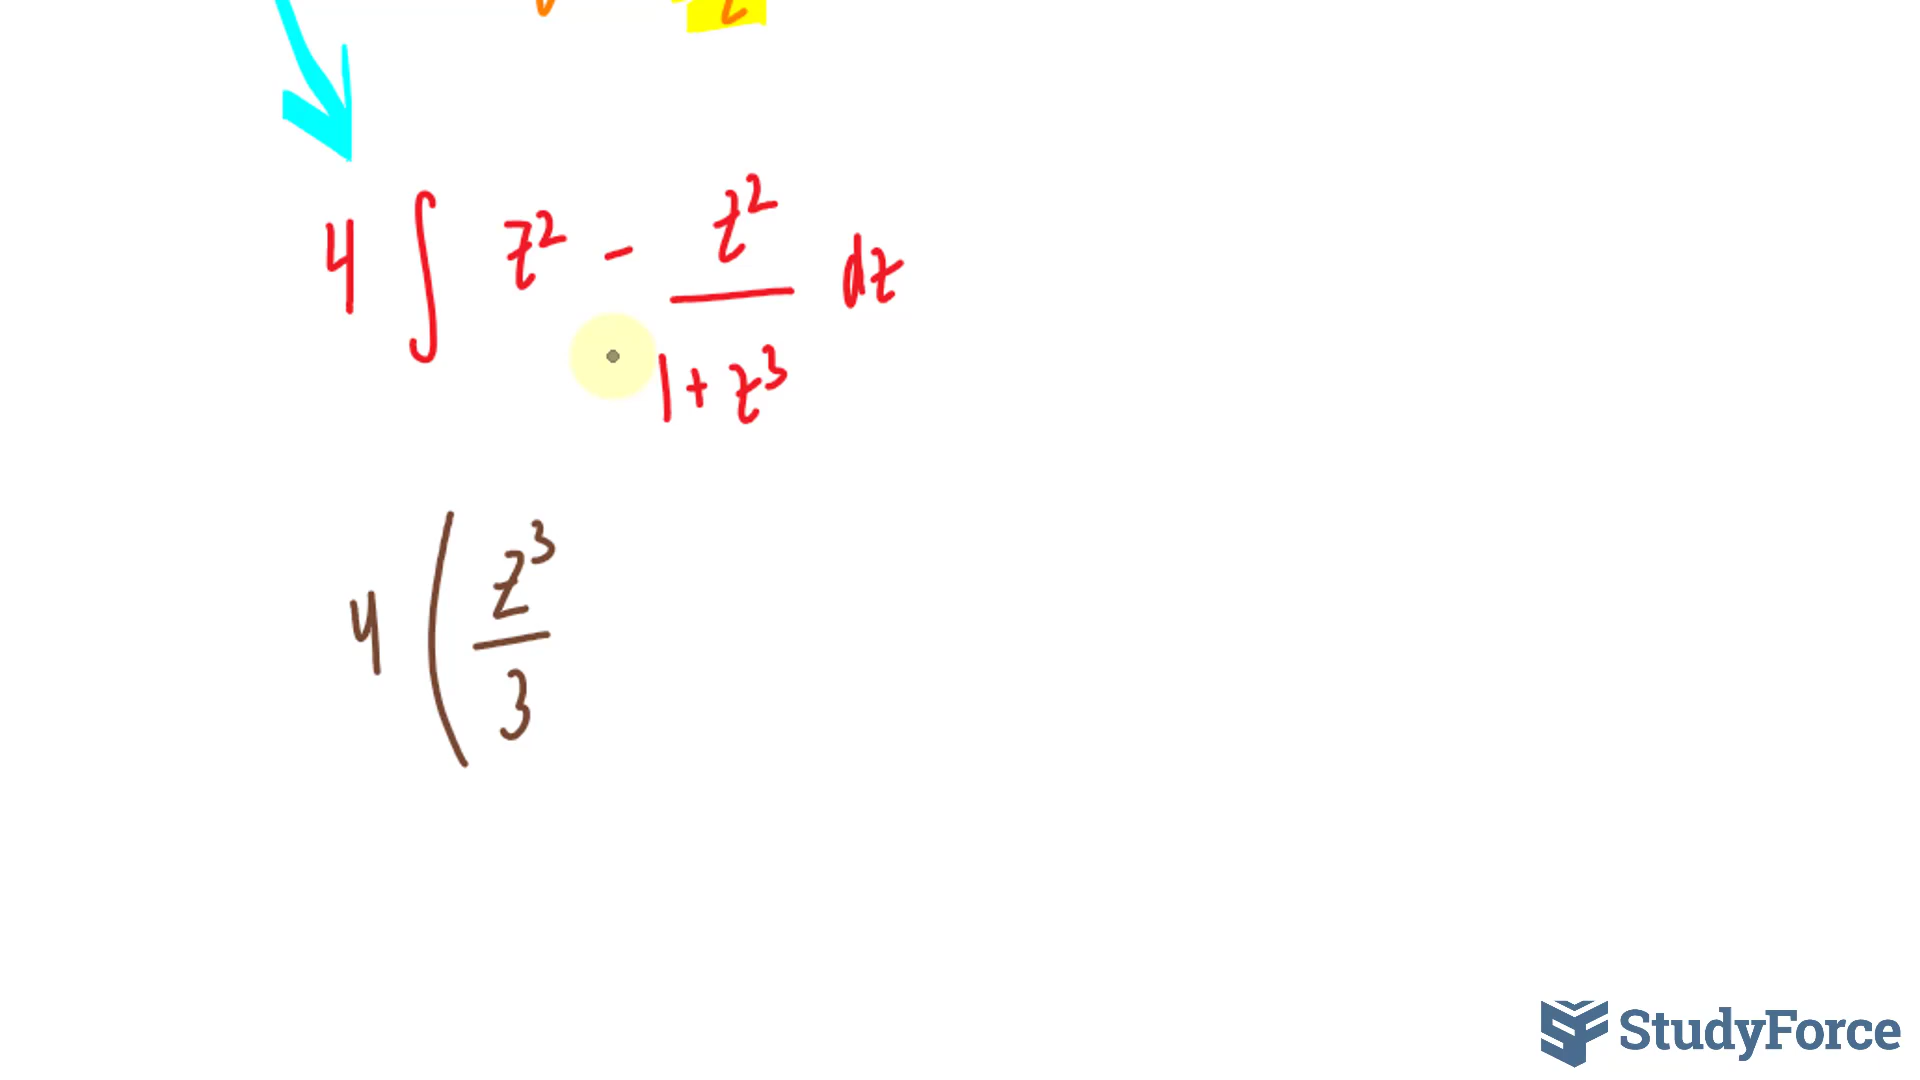 4 ∫ z² - z²/(1 + z³) dz
4 ( z³/3
StudyForce